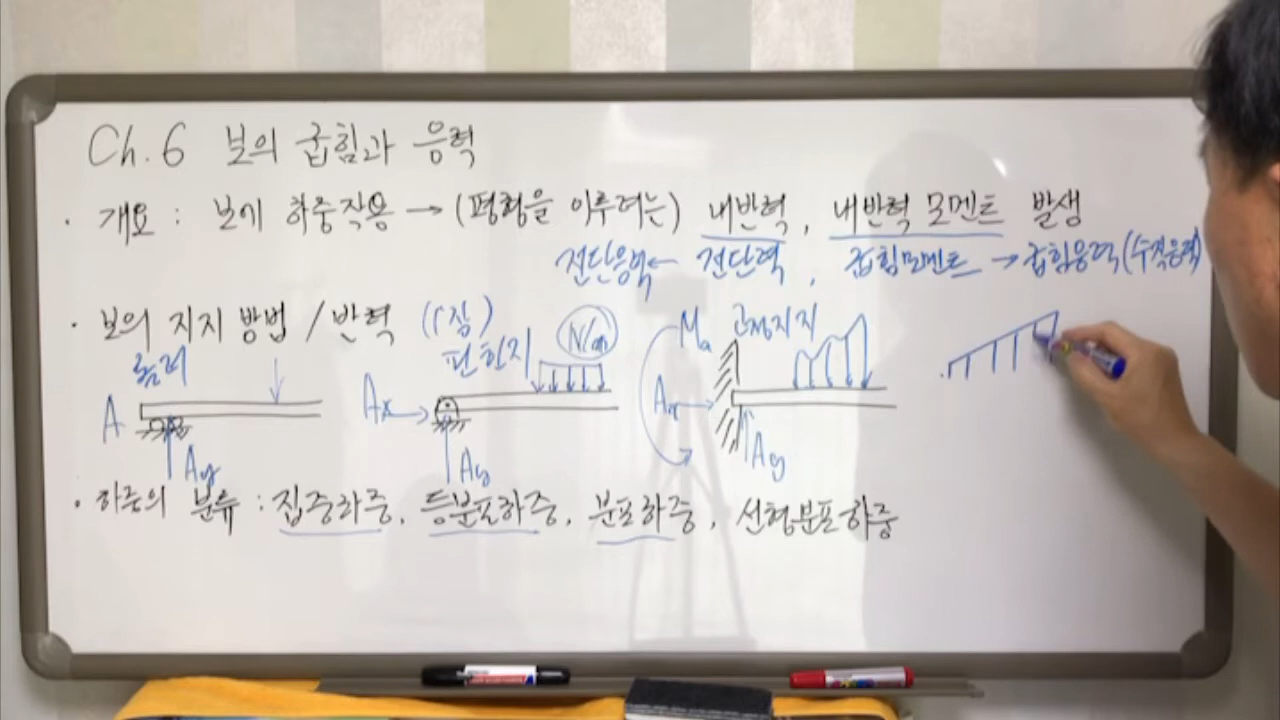 Ch. 6 보의 굽힘과 응력
· 개요 : 보에 하중작용 → (평형을 이루려는) 내반력, 내반력 모멘트 발생
전단응력 ← 전단력, 굽힘모멘트 → 굽힘응력(수직응력)
· 보의 지지 방법 / 반력 (1점)
롤러
A
Ay
핀 힌지
N/m
Ax
Ay
고정지지
Ma
Ax
Ay
· 하중의 분류 : 집중하중, 등분포하중, 분포하중, 선형분포하중